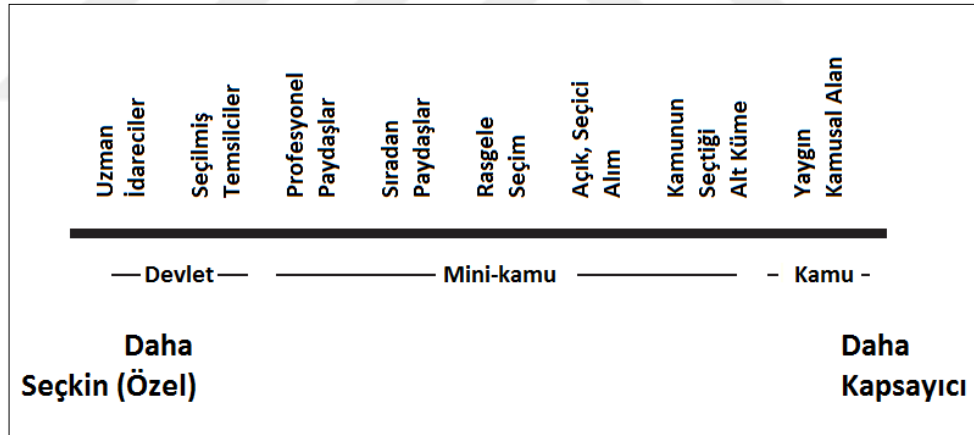 Uzman
İdareciler
Seçilmiş
Temsilciler
Profesyonel
Paydaşlar
Sıradan
Paydaşlar
Rasgele
Seçim
Açık, Seçici
Alım
Kamunun
Seçtiği
Alt Küme
Yaygın
Kamusal Alan
Devlet
Mini-kamu
Kamu
Daha
Seçkin (Özel)
Daha
Kapsayıcı